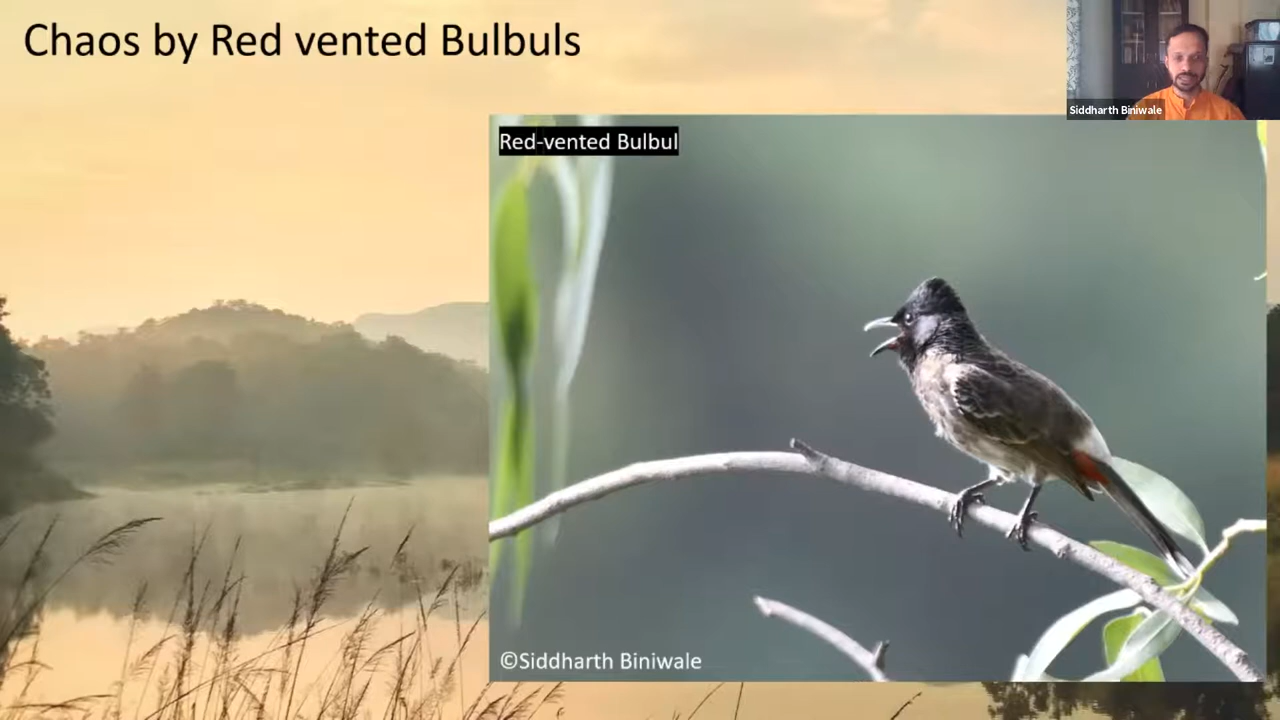 Chaos by Red vented Bulbuls
Siddharth Biniwale
Red-vented Bulbul
©Siddharth Biniwale